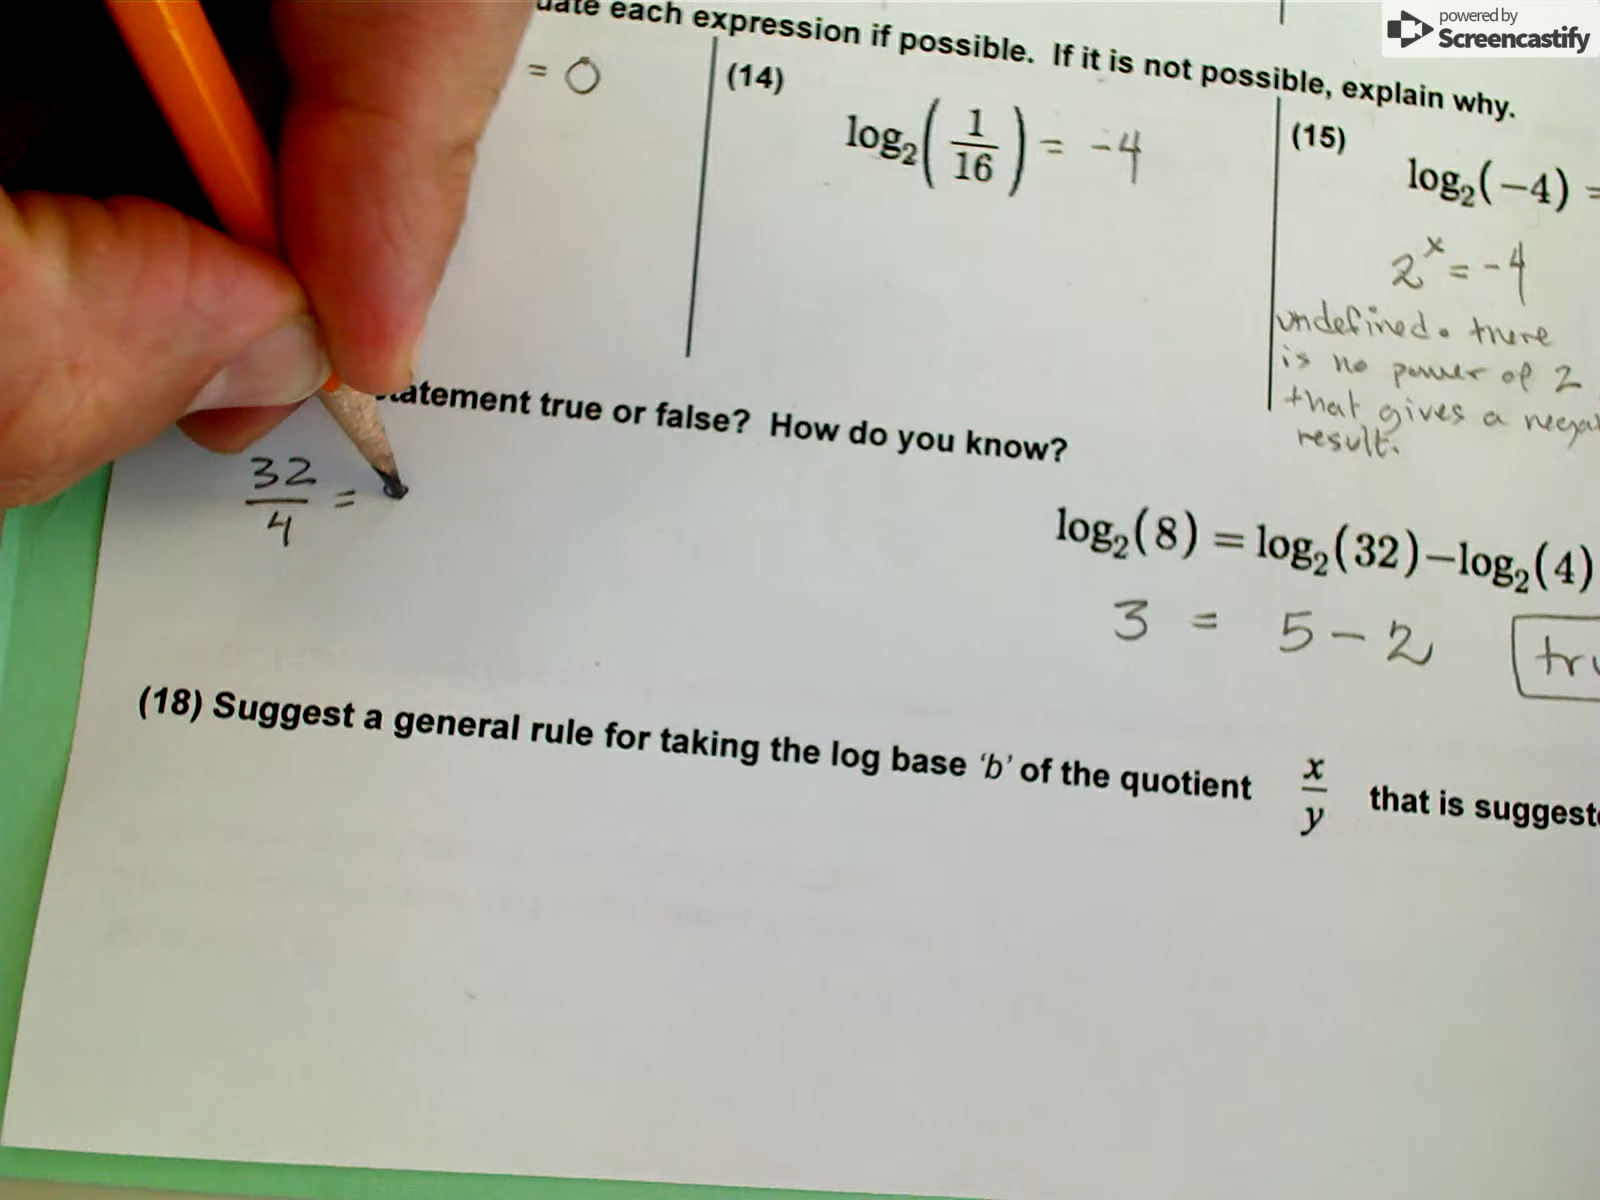 powered by
Screencastify
each expression if possible. If it is not possible, explain why.
= 0
(14)
log₂(1/16) = -4
(15)
log₂(−4) =
2^x = -4
undefined. there
is no power of 2
that gives a
result.
statement true or false? How do you know?
32/4 =
log₂(8) = log₂(32)−log₂(4)
3 = 5 - 2
(18) Suggest a general rule for taking the log base ‘b’ of the quotient x/y that is